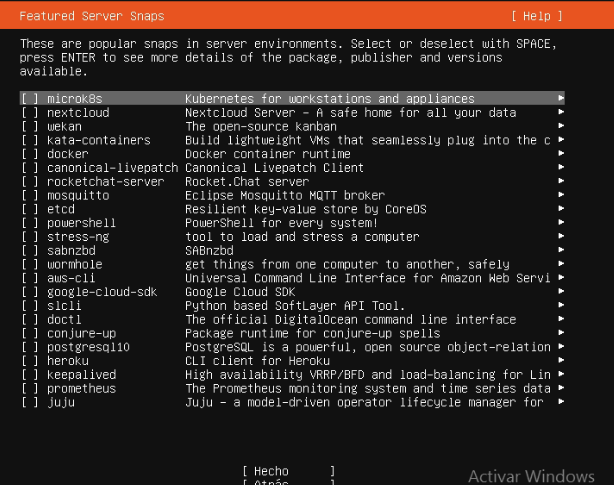 Featured Server Snaps [ Help ]
These are popular snaps in server environments. Select or deselect with SPACE,
press ENTER to see more details of the package, publisher and versions
available.
[ ] microk8s Kubernetes for workstations and appliances ►
[ ] nextcloud Nextcloud Server - A safe home for all your data ►
[ ] wekan The open-source kanban ►
[ ] kata-containers Build lightweight VMs that seamlessly plug into the c ►
[ ] docker Docker container runtime ►
[ ] canonical-livepatch Canonical Livepatch Client ►
[ ] rocketchat-server Rocket.Chat server ►
[ ] mosquitto Eclipse Mosquitto MQTT broker ►
[ ] etcd Resilient key-value store by CoreOS ►
[ ] powershell PowerShell for every system! ►
[ ] stress-ng tool to load and stress a computer ►
[ ] sabnzbd SABnzbd ►
[ ] wormhole get things from one computer to another, safely ►
[ ] aws-cli Universal Command Line Interface for Amazon Web Servi ►
[ ] google-cloud-sdk Google Cloud SDK ►
[ ] slcli Python based SoftLayer API Tool. ►
[ ] doctl The official DigitalOcean command line interface ►
[ ] conjure-up Package runtime for conjure-up spells ►
[ ] postgresql10 PostgreSQL is a powerful, open source object-relation ►
[ ] heroku CLI client for Heroku ►
[ ] keepalived High availability VRRP/BFD and load-balancing for Lin ►
[ ] prometheus The Prometheus monitoring system and time series data ►
[ ] juju Juju - a model-driven operator lifecycle manager for ►
[ Hecho ]
[ Atrás ]
Activar Windows